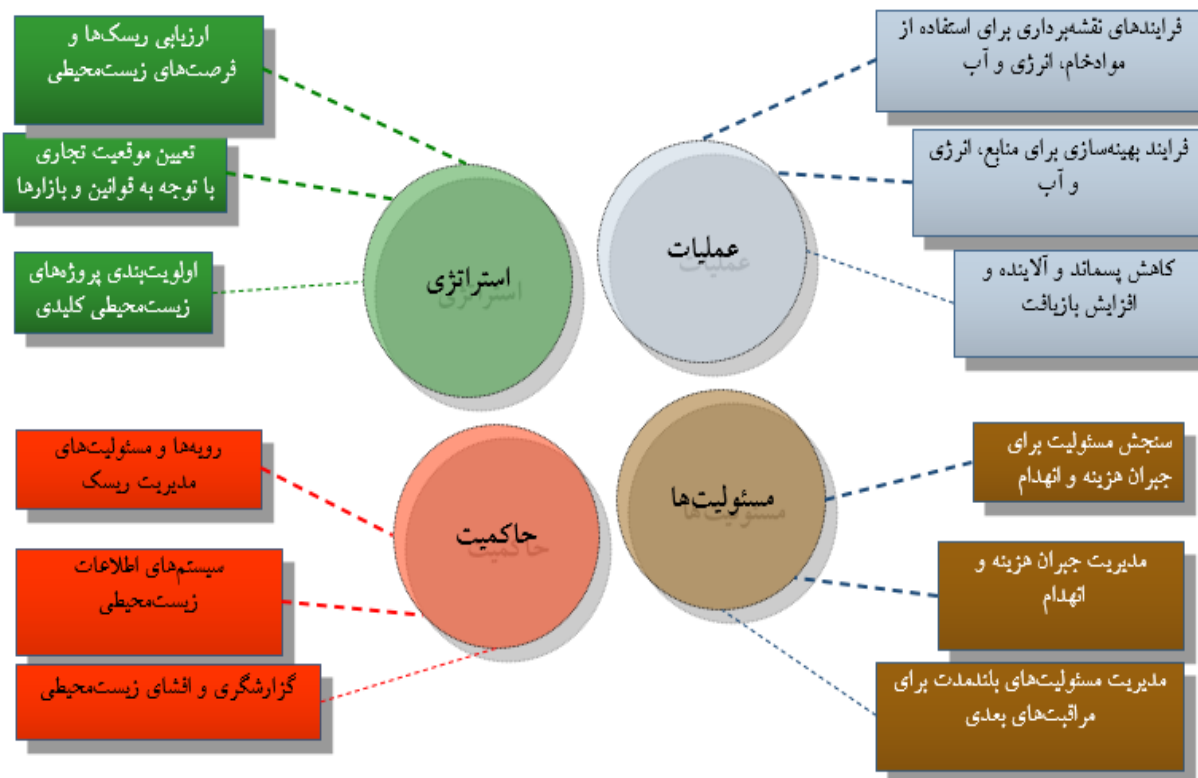 فرایندهای نقشه‌برداری برای استفاده از
موادخام، انرژی و آب
فرایند بهینه‌سازی برای منابع، انرژی
و آب
کاهش پسماند و آلاینده و
افزایش بازیافت
عملیات
ارزیابی ریسک‌ها و
فرصت‌های زیست‌محیطی
تعیین موقعیت تجاری
با توجه به قوانین و بازارها
اولویت‌بندی پروژه‌های
زیست‌محیطی کلیدی
استراتژی
سنجش مسئولیت برای
جبران هزینه و انهدام
مدیریت جبران هزینه و
انهدام
مدیریت مسئولیت‌های بلندمدت برای
مراقبت‌های بعدی
مسئولیت‌ها
رویه‌ها و مسئولیت‌های
مدیریت ریسک
سیستم‌های اطلاعات
زیست‌محیطی
گزارشگری و افشای زیست‌محیطی
حاکمیت